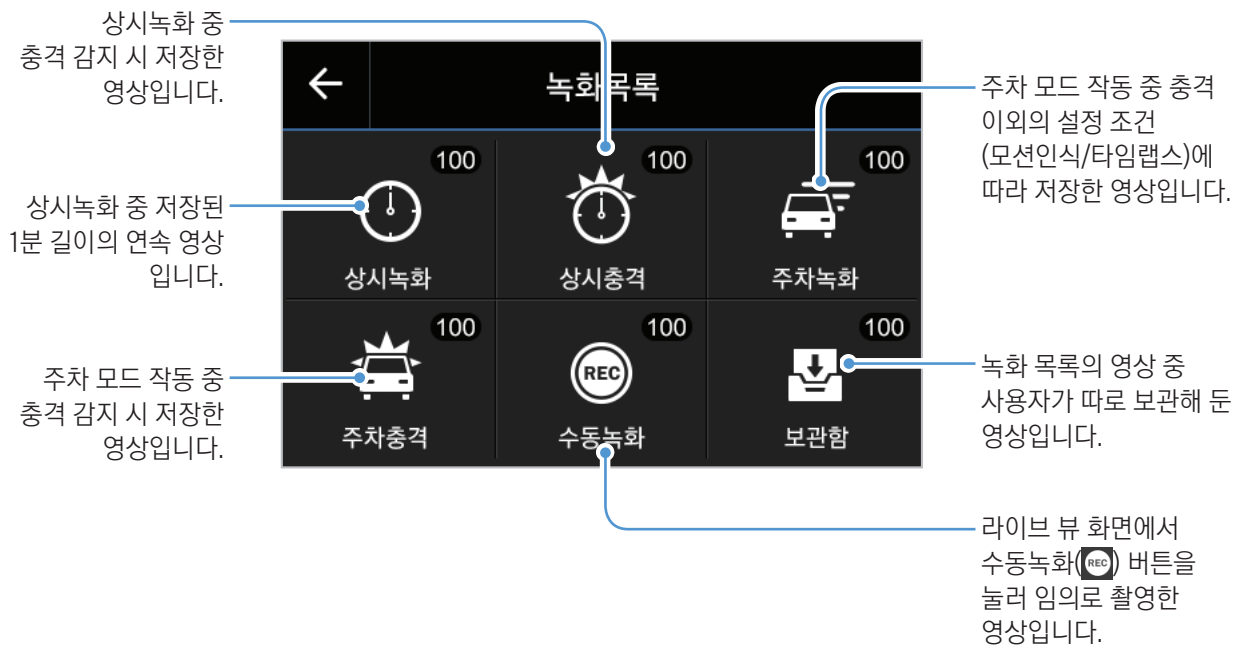 상시녹화 중
충격 감지 시 저장한
영상입니다.
녹화목록
주차 모드 작동 중 충격
이외의 설정 조건
(모션인식/타임랩스)에
따라 저장한 영상입니다.
100
100
100
상시녹화 중 저장된
1분 길이의 연속 영상
입니다.
상시녹화
상시충격
주차녹화
100
100
100
REC
주차 모드 작동 중
충격 감지 시 저장한
영상입니다.
녹화 목록의 영상 중
사용자가 따로 보관해 둔
영상입니다.
주차충격
수동녹화
보관함
라이브 뷰 화면에서
수동녹화(REC) 버튼을
눌러 임의로 촬영한
영상입니다.